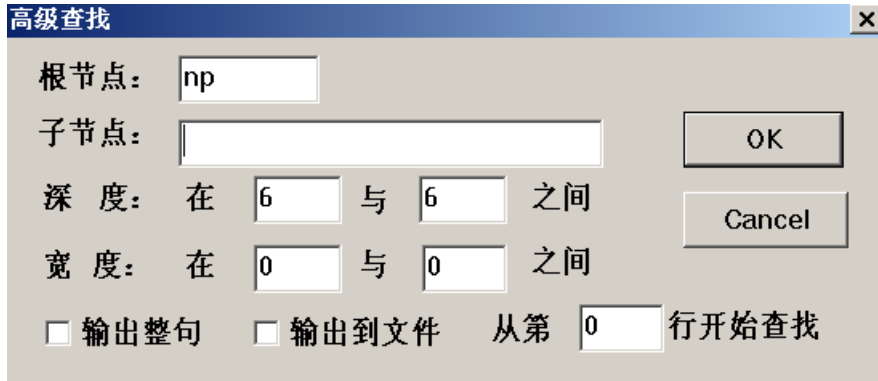 高级查找
根节点： np
子节点：
OK
深 度： 在 6 与 6 之间
Cancel
宽 度： 在 0 与 0 之间
输出整句 输出到文件 从第 0 行开始查找